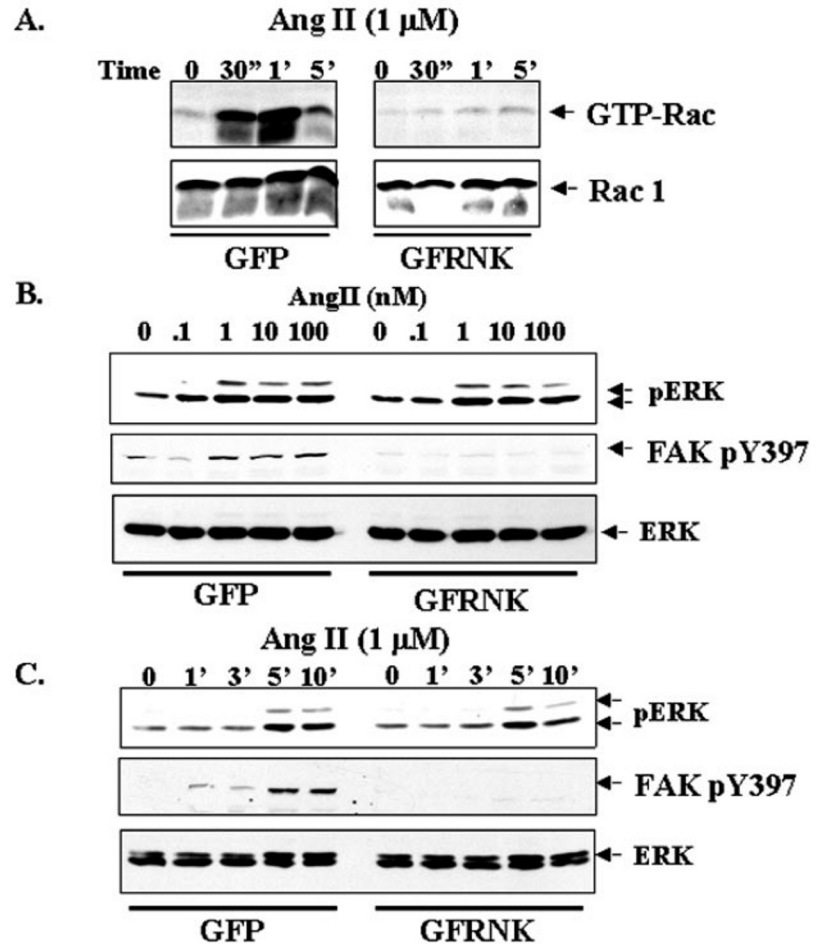 A.
Ang II (1 µM)
Time 0 30” 1’ 5’ 0 30” 1’ 5’
GTP-Rac
Rac 1
GFP GFRNK
B.
AngII (nM)
0 .1 1 10 100 0 .1 1 10 100
pERK
FAK pY397
ERK
GFP GFRNK
Ang II (1 µM)
C.
0 1’ 3’ 5’ 10’ 0 1’ 3’ 5’ 10’
pERK
FAK pY397
ERK
GFP GFRNK